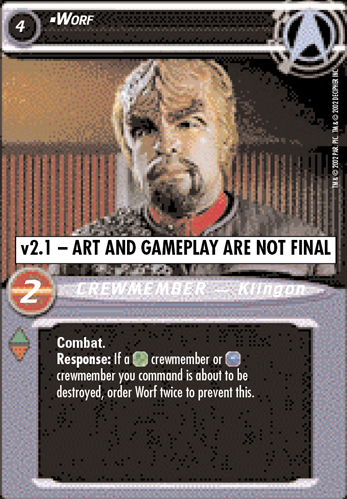 4
▪WORF
TM & © 2002 PAR. PIC. TM & © 2002 DECIPHER INC.
v2.1 – ART AND GAMEPLAY ARE NOT FINAL
2
CREWMEMBER – Klingon
Combat.
Response: If a crewmember or
crewmember you command is about to be
destroyed, order Worf twice to prevent this.